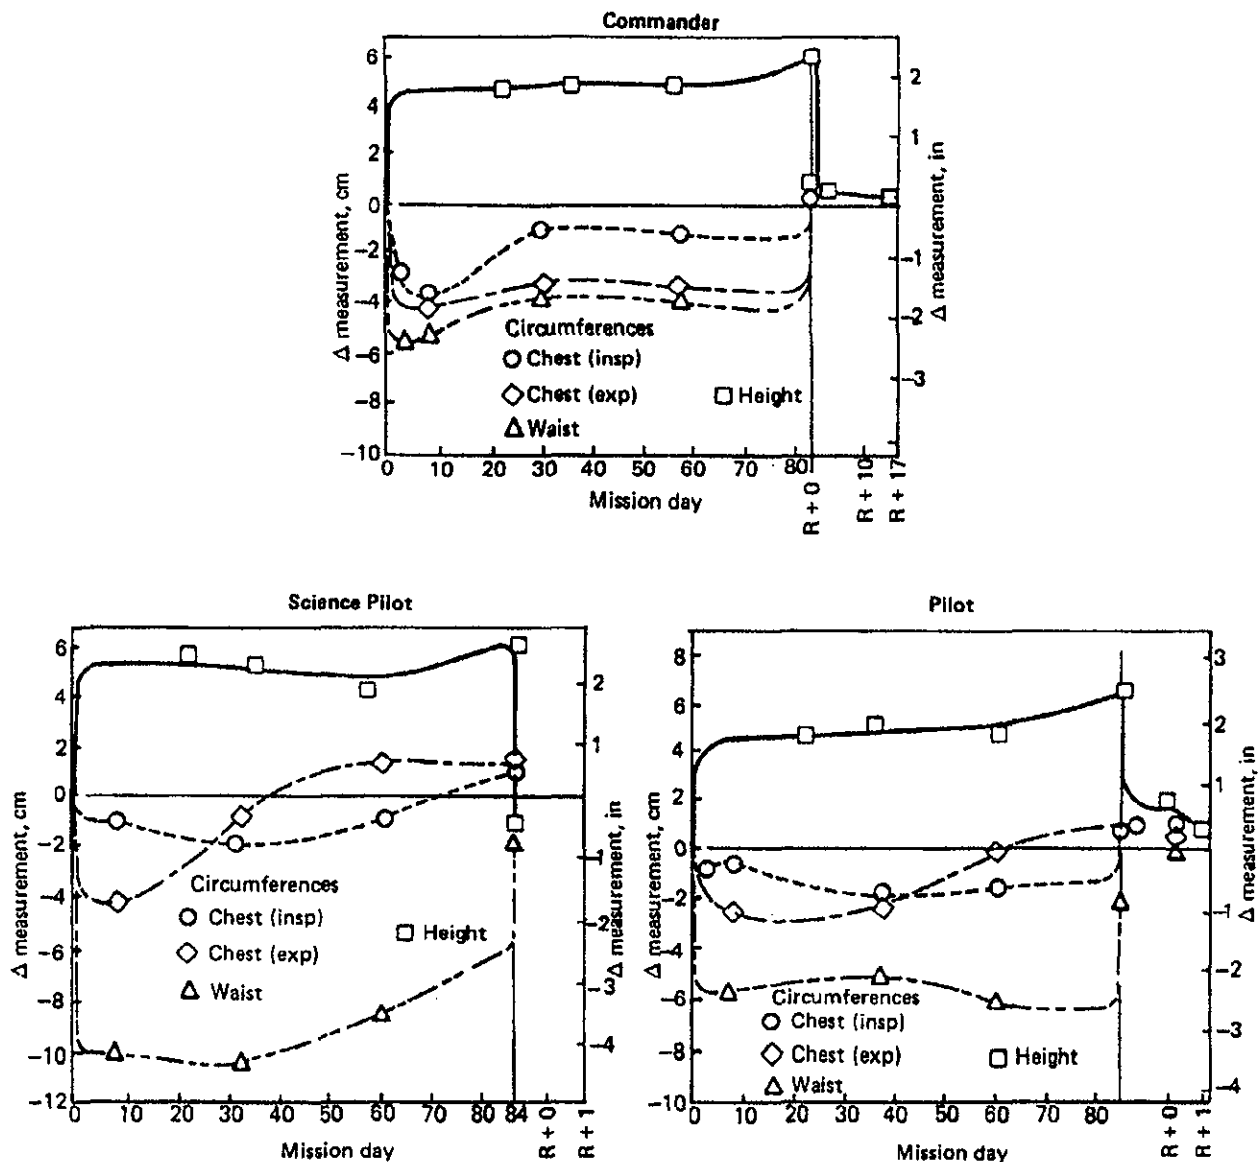 Commander
6
4
2
0
−2
−4
−6
−8
−10
Δ measurement, cm
2
1
−1
−2
−3
Δ measurement, in
Circumferences
Chest (insp)
Chest (exp)
Height
Waist
0 10 20 30 40 50 60 70 80
R + 0
R + 10
R + 17
Mission day
Science Pilot
6
4
2
0
−2
−4
−6
−8
−10
−12
Δ measurement, cm
2
1
−1
−2
−3
−4
Δ measurement, in
Circumferences
Chest (insp)
Height
Chest (exp)
Waist
0 10 20 30 40 50 60 70 80 84
R + 0
R + 1
Mission day
Pilot
8
6
4
2
0
−2
−4
−6
−8
−10
Δ measurement, cm
3
2
1
−1
−2
−3
−4
Δ measurement, in
Circumferences
Chest (insp)
Chest (exp)
Height
Waist
0 10 20 30 40 50 60 70 80
R + 0
R + 1
Mission day